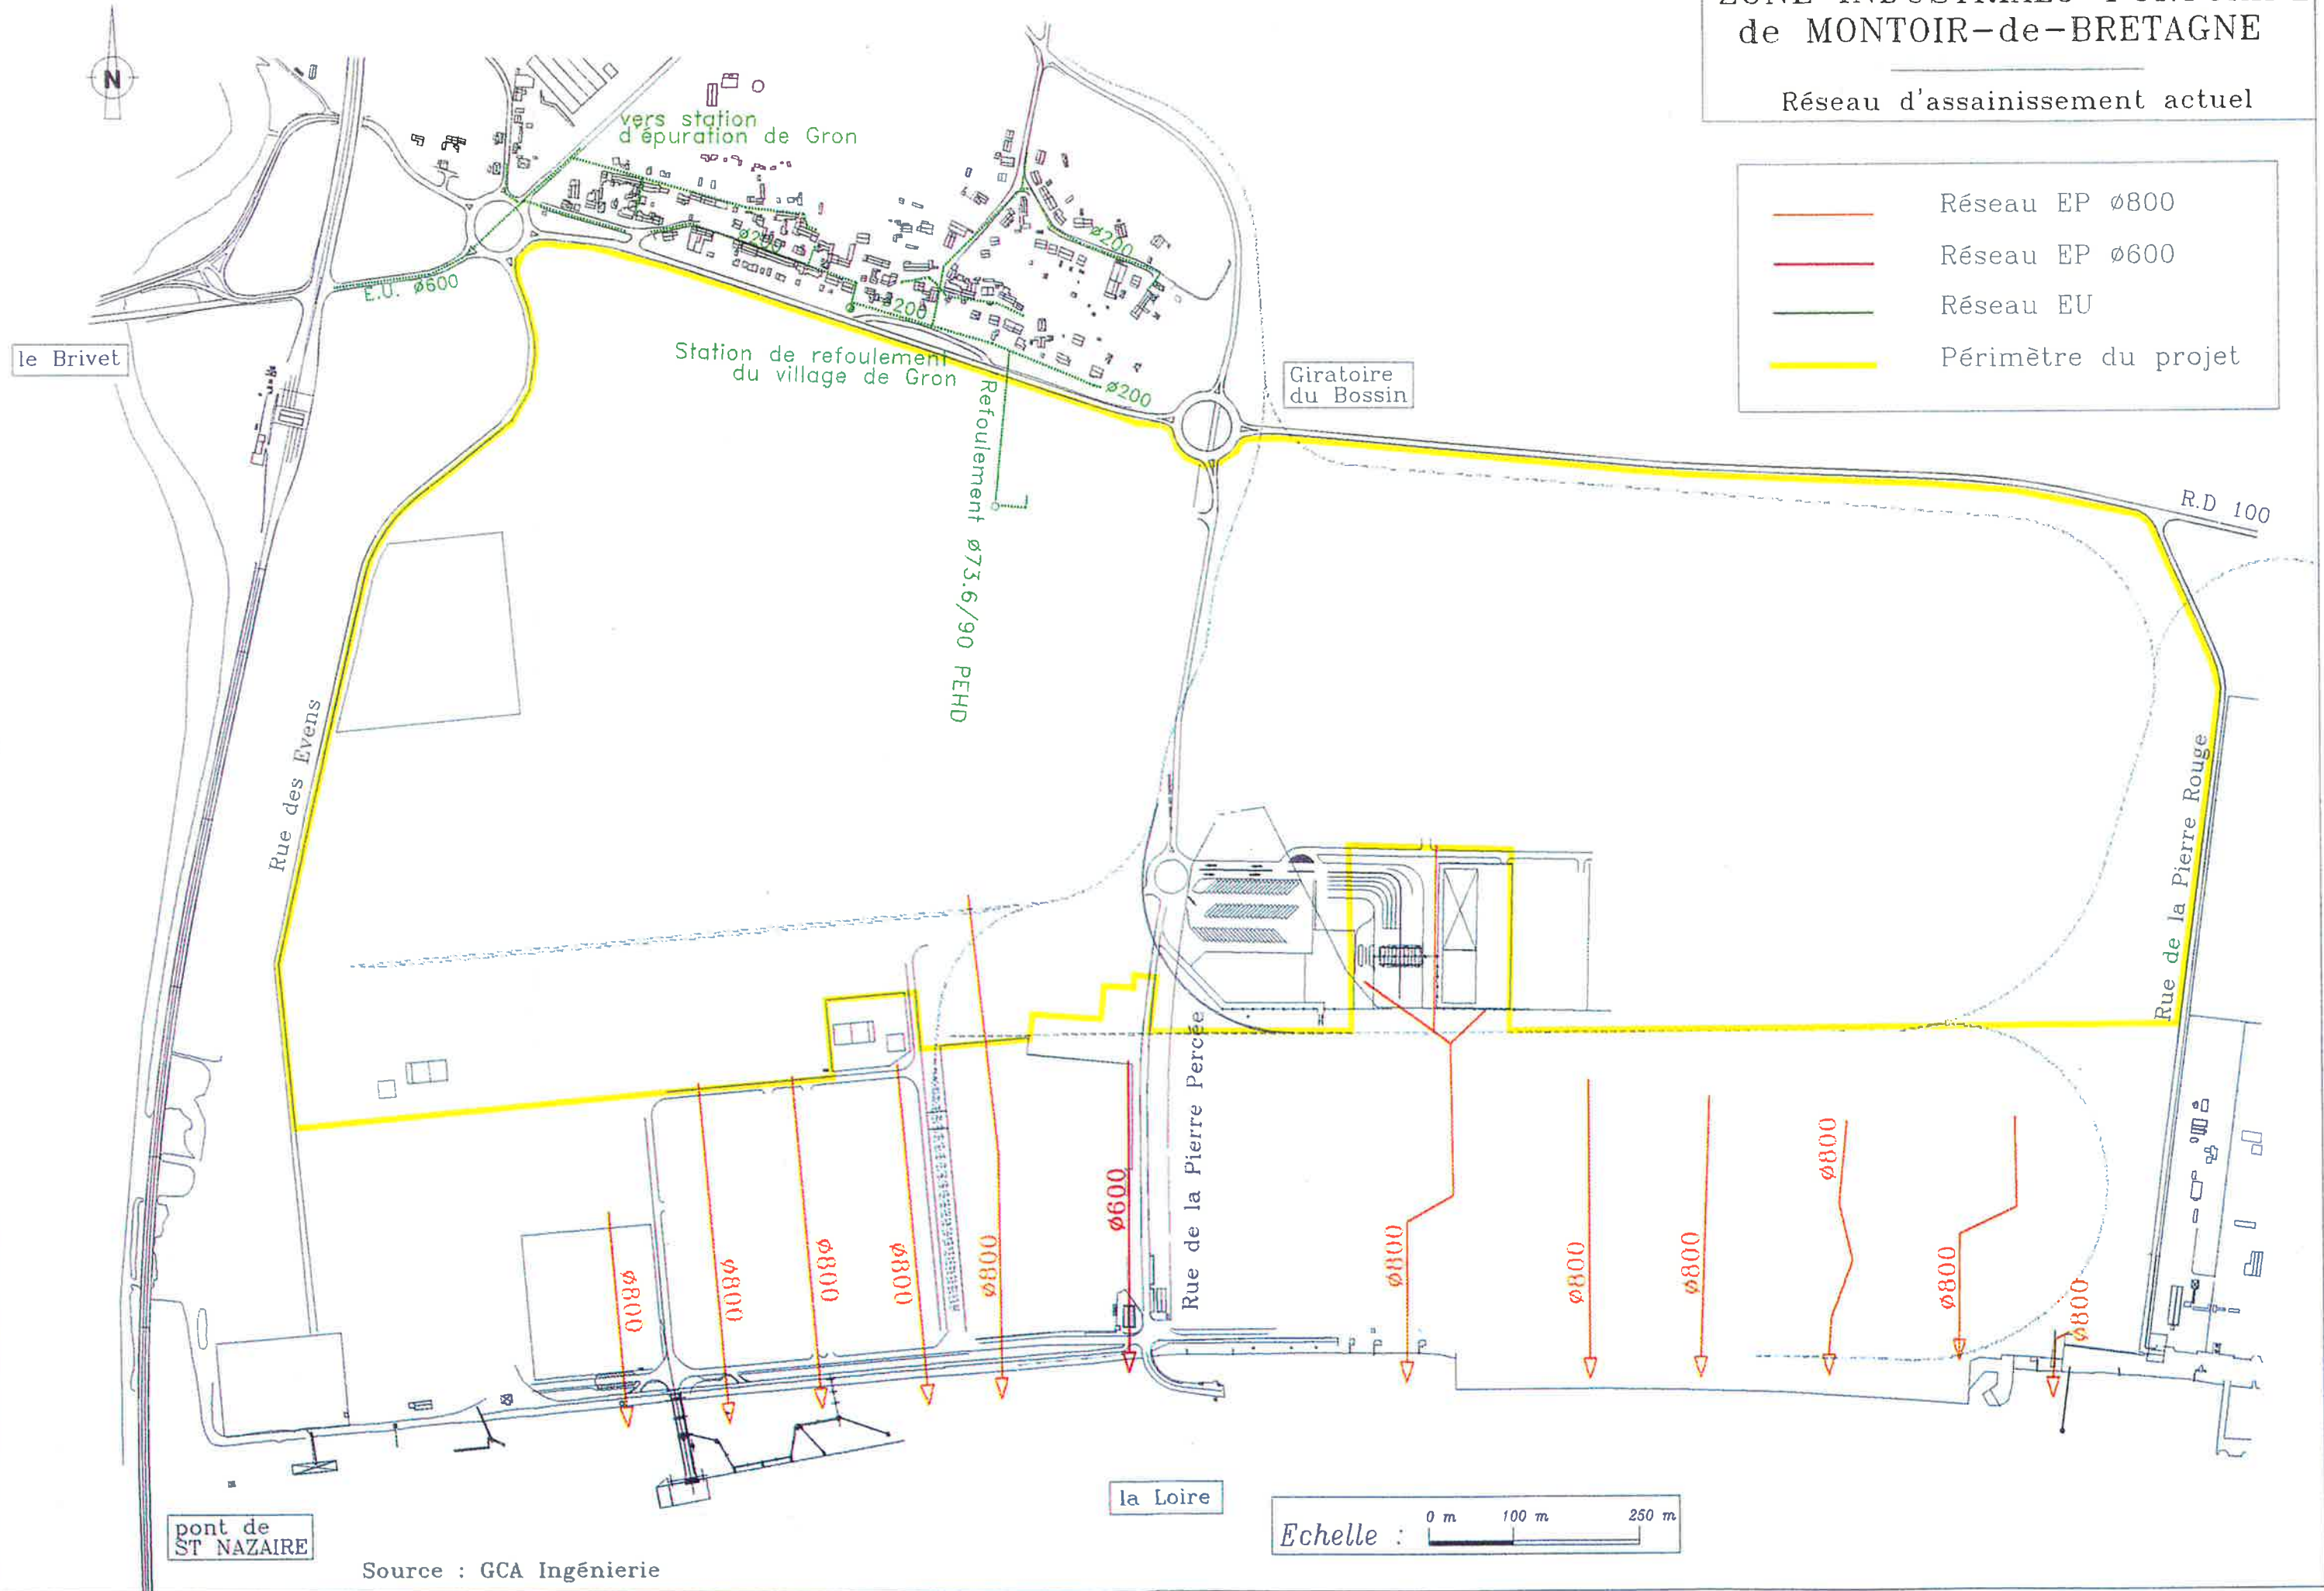 de MONTOIR-de-BRETAGNE
Réseau d'assainissement actuel
Réseau EP ø800
Réseau EP ø600
Réseau EU
Périmètre du projet
N
vers station
d'épuration de Gron
E.U. ø600
ø200
ø200
ø200
ø200
le Brivet
Station de refoulement
du village de Gron
Refoulement ø73.6/90 PEHD
Giratoire
du Bossin
R.D 100
Rue des Evens
Rue de la Pierre Rouge
Rue de la Pierre Percée
ø800
ø800
ø800
ø800
ø800
ø600
ø800
ø800
ø800
ø800
ø800
ø800
la Loire
pont de
ST NAZAIRE
Echelle :
0 m 100 m 250 m
Source : GCA Ingénierie